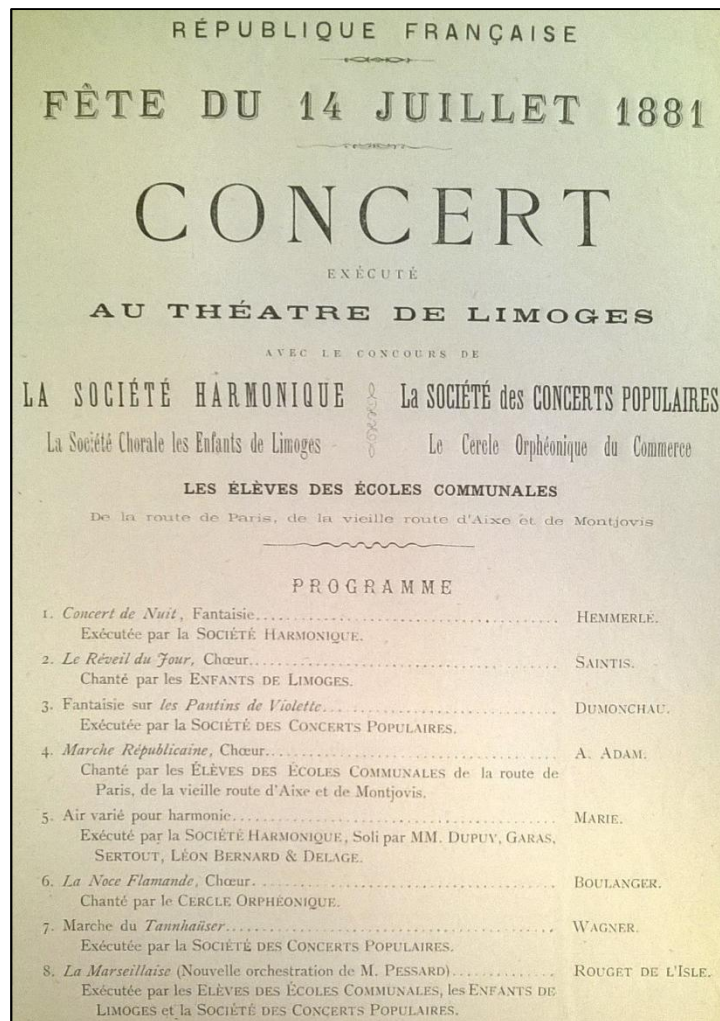 RÉPUBLIQUE FRANÇAISE
FÊTE DU 14 JUILLET 1881
CONCERT
EXÉCUTÉ
AU THÉATRE DE LIMOGES
AVEC LE CONCOURS DE
LA SOCIÉTÉ HARMONIQUE
La Société Chorale les Enfants de Limoges
La SOCIÉTÉ des CONCERTS POPULAIRES
Le Cercle Orphéonique du Commerce
LES ÉLÈVES DES ÉCOLES COMMUNALES
De la route de Paris, de la vieille route d'Aixe et de Montjovis
PROGRAMME
1. Concert de Nuit, Fantaisie........ HEMMERLÉ.
Exécutée par la SOCIÉTÉ HARMONIQUE.
2. Le Réveil du Jour, Chœur........ SAINTIS.
Chanté par les ENFANTS DE LIMOGES.
3. Fantaisie sur les Pantins de Violette........ DUMONCHAU.
Exécutée par la SOCIÉTÉ DES CONCERTS POPULAIRES.
4. Marche Républicaine, Chœur........ A. ADAM.
Chanté par les ÉLÈVES DES ÉCOLES COMMUNALES de la route de
Paris, de la vieille route d'Aixe et de Montjovis.
5. Air varié pour harmonie........ MARIE.
Exécuté par la SOCIÉTÉ HARMONIQUE, Soli par MM. DUPUY, GARAS,
SERTOUT, LÉON BERNARD & DELAGE.
6. La Noce Flamande, Chœur........ BOULANGER.
Chanté par le CERCLE ORPHÉONIQUE.
7. Marche du Tannhaüser........ WAGNER.
Exécutée par la SOCIÉTÉ DES CONCERTS POPULAIRES.
8. La Marseillaise (Nouvelle orchestration de M. PESSARD)........ ROUGET DE L'ISLE.
Exécutée par les ELÈVES DES ÉCOLES COMMUNALES, les ENFANTS DE
LIMOGES et la SOCIÉTÉ DES CONCERTS POPULAIRES.